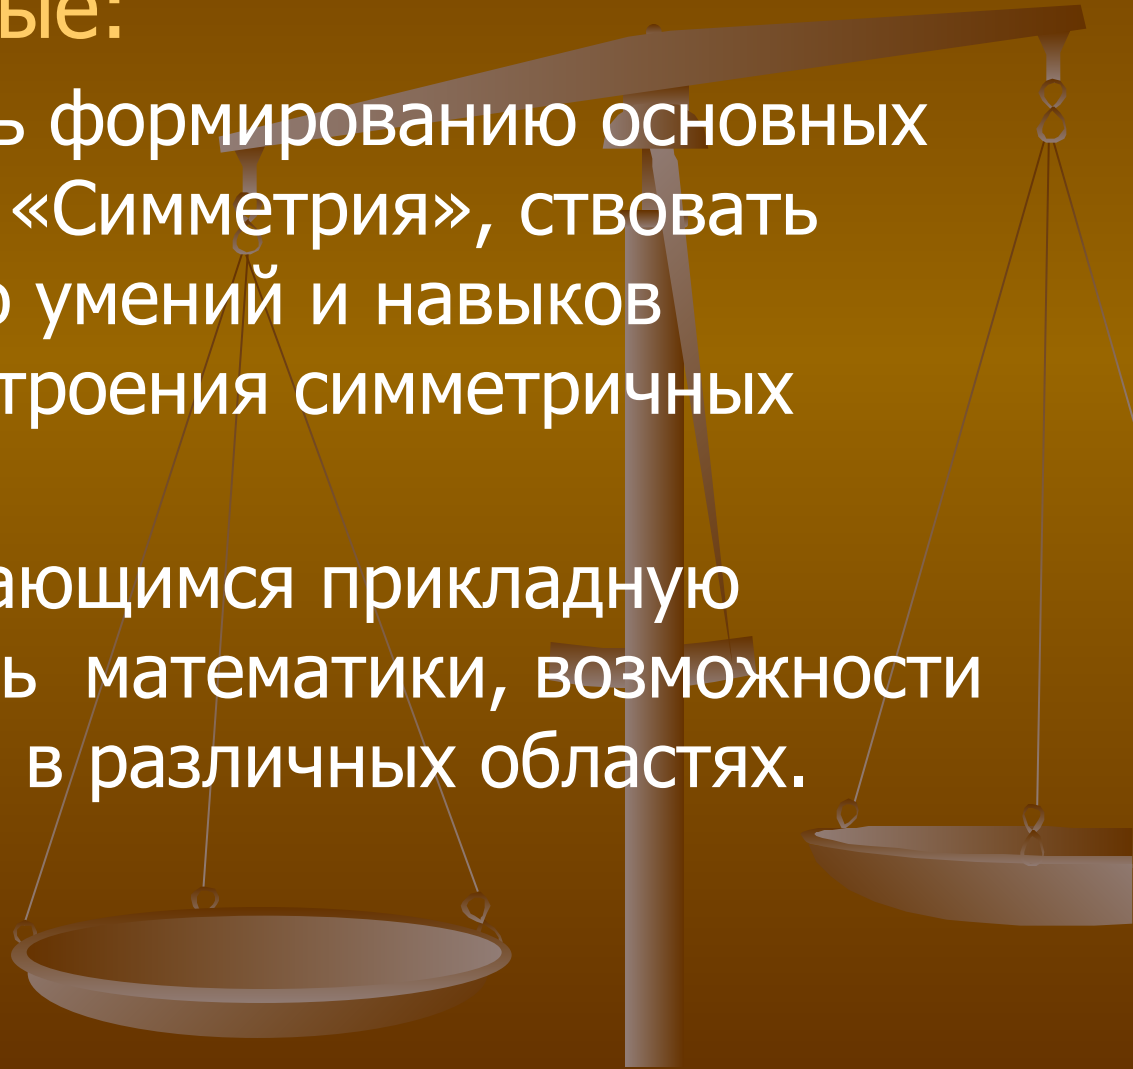 ые:
ь формированию основных
«Симметрия», ствовать
о умений и навыков
троения симметричных
ающимся прикладную
ь математики, возможности
в различных областях.